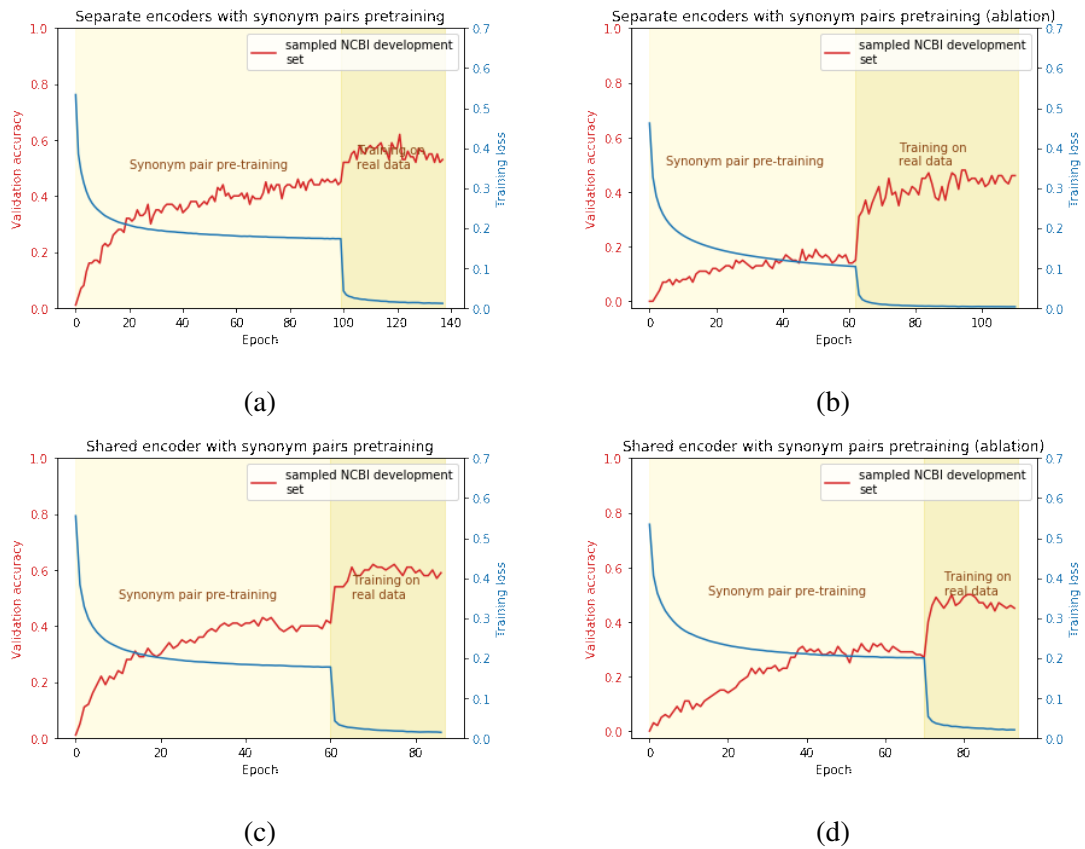 Separate encoders with synonym pairs pretraining
1.0
0.8
0.6
0.4
0.2
0.0
Validation accuracy
0.7
0.6
0.5
0.4
0.3
0.2
0.1
0.0
Training loss
sampled NCBI development
set
Synonym pair pre-training
Training on
real data
0 20 40 60 80 100 120 140
Epoch
(a)
Separate encoders with synonym pairs pretraining (ablation)
1.0
0.8
0.6
0.4
0.2
0.0
Validation accuracy
0.7
0.6
0.5
0.4
0.3
0.2
0.1
0.0
Training loss
sampled NCBI development
set
Synonym pair pre-training
Training on
real data
0 20 40 60 80 100
Epoch
(b)
Shared encoder with synonym pairs pretraining
1.0
0.8
0.6
0.4
0.2
0.0
Validation accuracy
0.7
0.6
0.5
0.4
0.3
0.2
0.1
0.0
Training loss
sampled NCBI development
set
Synonym pair pre-training
Training on
real data
0 20 40 60 80
Epoch
(c)
Shared encoder with synonym pairs pretraining (ablation)
1.0
0.8
0.6
0.4
0.2
0.0
Validation accuracy
0.7
0.6
0.5
0.4
0.3
0.2
0.1
0.0
Training loss
sampled NCBI development
set
Synonym pair pre-training
Training on
real data
0 20 40 60 80
Epoch
(d)